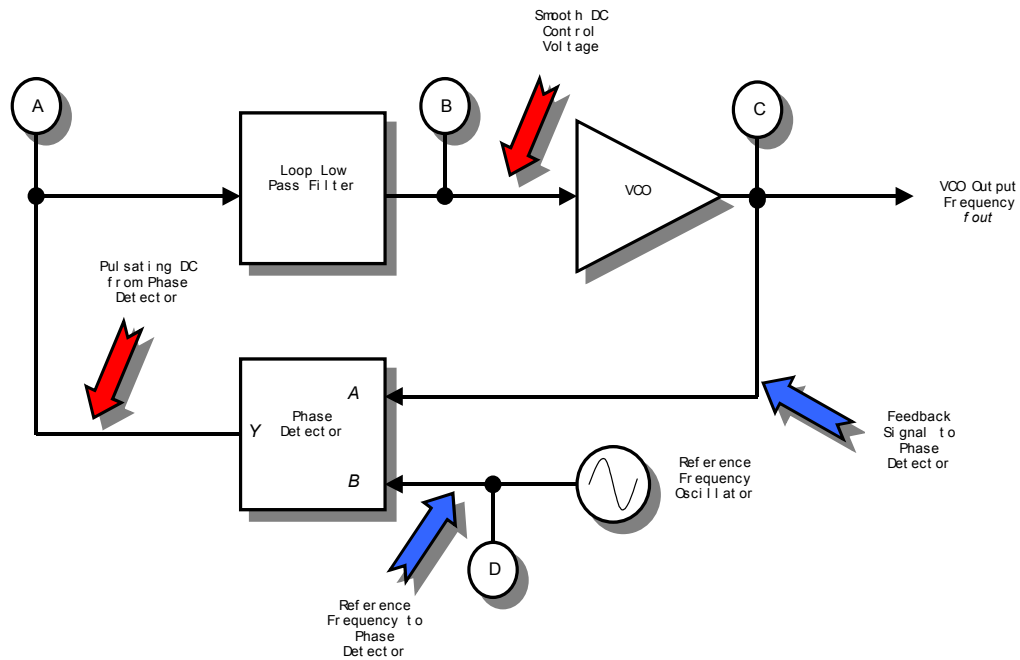 Smooth DC
Control
Voltage
A
B
C
Loop Low
Pass Filter
VCO
VCO Output
Frequency
fout
Pulsating DC
from Phase
Detector
A
Phase
Detector
Y
B
Feedback
Signal to
Phase
Detector
Reference
Frequency
Oscillator
D
Reference
Frequency to
Phase
Detector